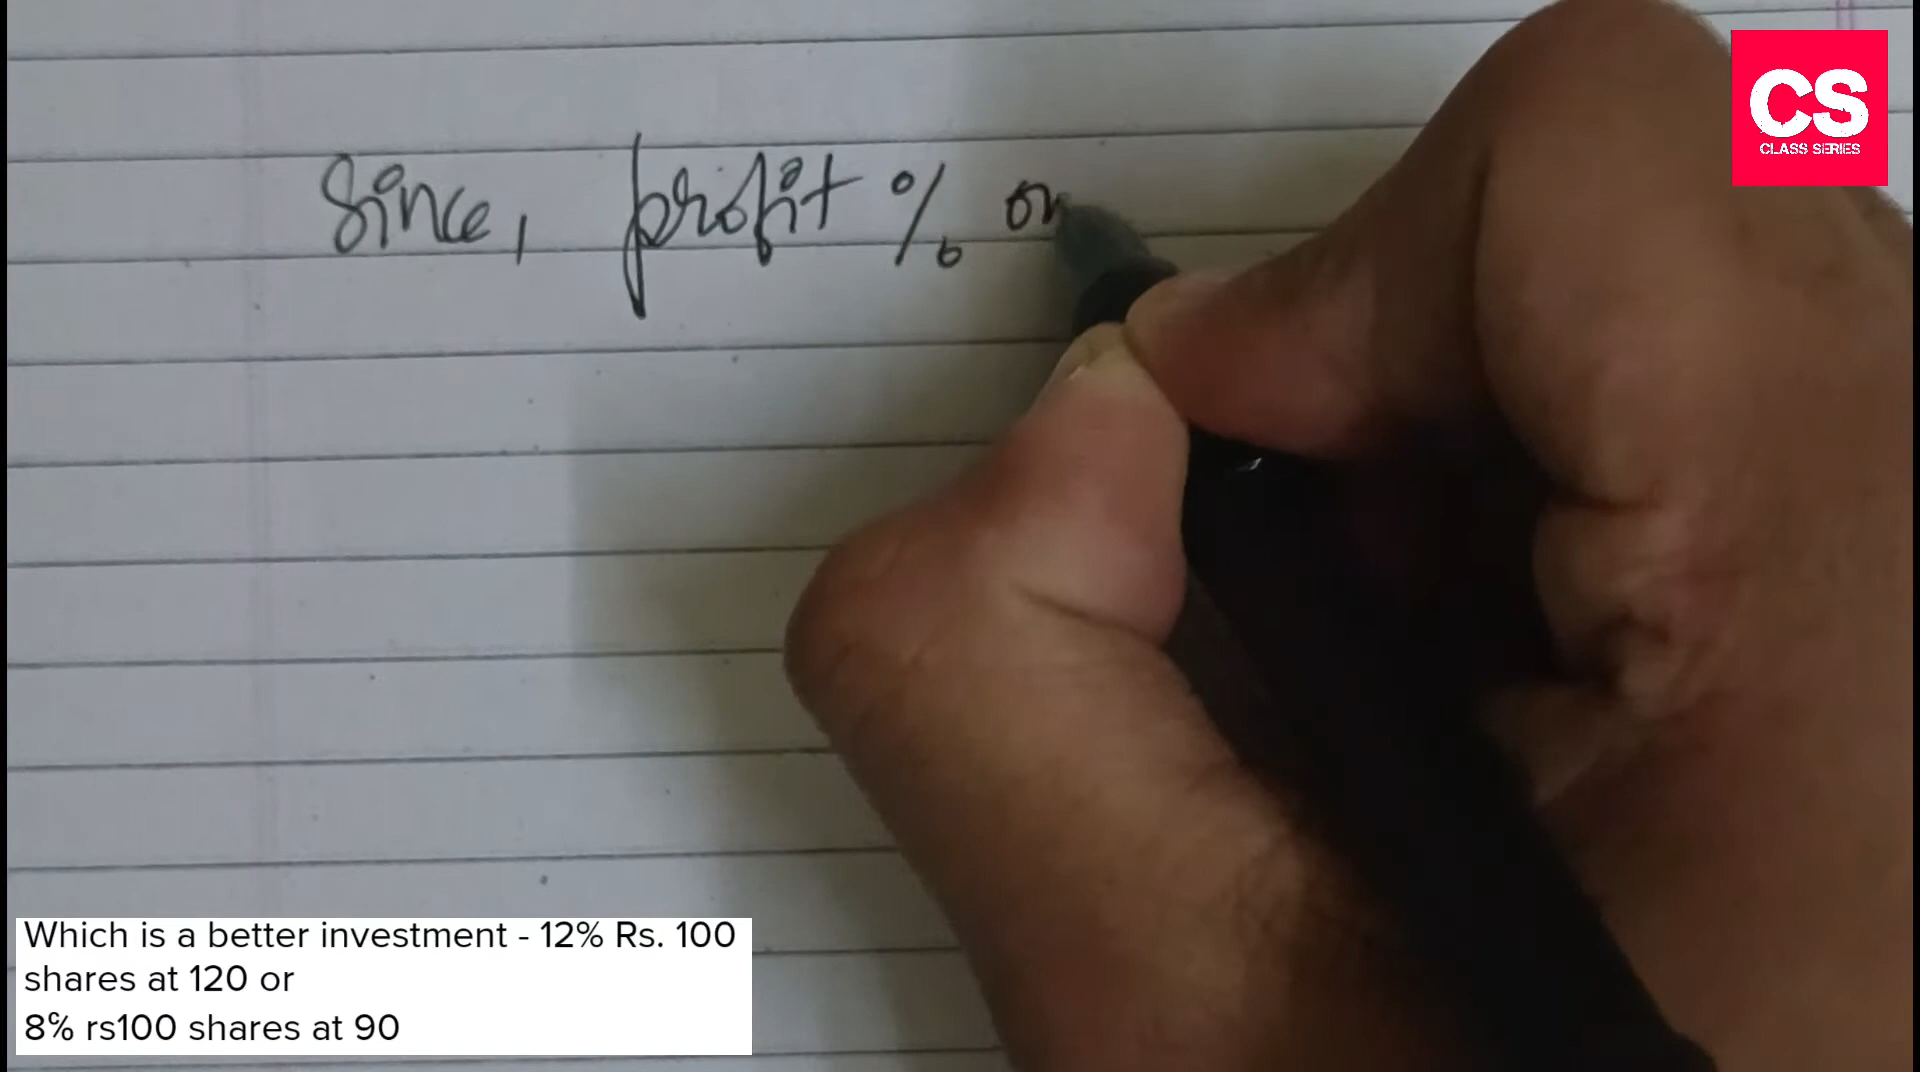 CS
CLASS SERIES
Since, profit % on
Which is a better investment - 12% Rs. 100
shares at 120 or
8% rs100 shares at 90